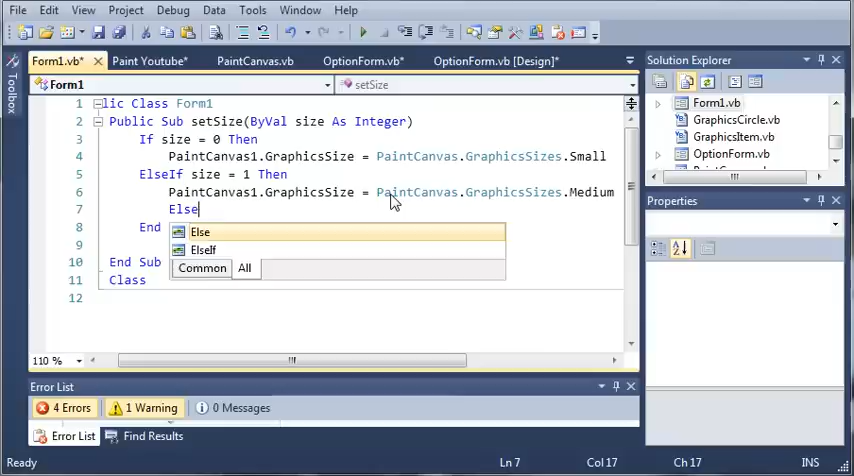 File Edit View Project Debug Data Tools Window Help
Form1.vb* Paint Youtube* PaintCanvas.vb OptionForm.vb* OptionForm.vb [Design]*
Solution Explorer
Toolbox
Form1 setSize
1 lic Class Form1
2 Public Sub setSize(ByVal size As Integer)
3 If size = 0 Then
4 PaintCanvas1.GraphicsSize = PaintCanvas.GraphicsSizes.Small
5 ElseIf size = 1 Then
6 PaintCanvas1.GraphicsSize = PaintCanvas.GraphicsSizes.Medium
7 Else
8 End
9
10 End Sub
11 Class
12
Else
ElseIf
Common All
Form1.vb
GraphicsCircle.vb
GraphicsItem.vb
OptionForm.vb
Properties
110 %
Error List
4 Errors 1 Warning 0 Messages
Error List Find Results
Ready Ln 7 Col 17 Ch 17 INS